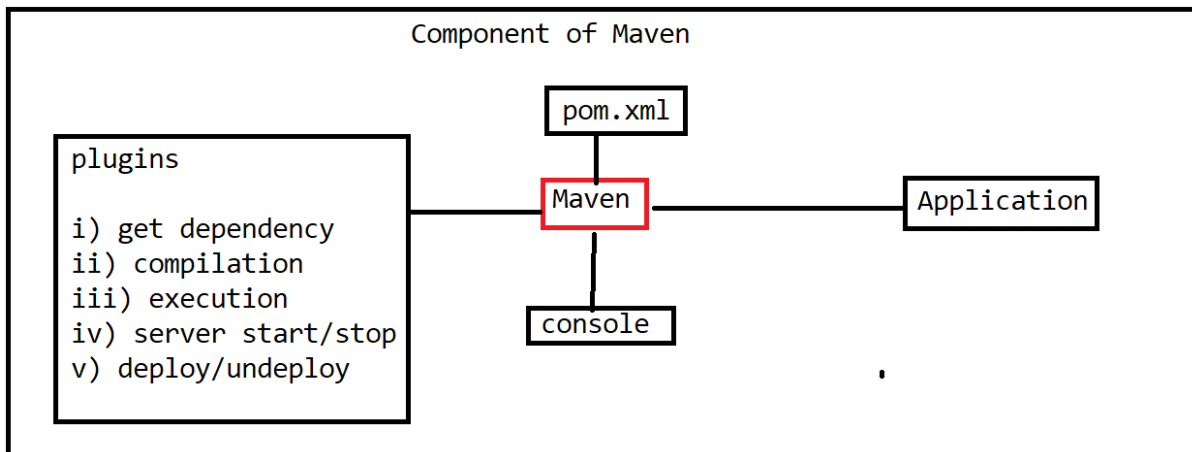 Component of Maven
pom.xml
plugins
Maven
Application
i) get dependency
ii) compilation
iii) execution
iv) server start/stop
v) deploy/undeploy
console